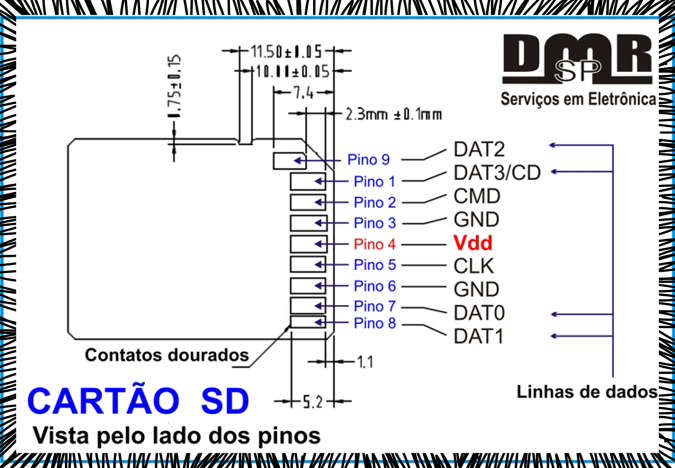 11.50±0.05
10.00±0.05
7.4
2.3mm ±0.1mm
0.75±0.15
DMR
SP
Serviços em Eletrônica
Pino 9 DAT2
Pino 1 DAT3/CD
Pino 2 CMD
Pino 3 GND
Pino 4 Vdd
Pino 5 CLK
Pino 6 GND
Pino 7 DAT0
Pino 8 DAT1
Contatos dourados
1.1
5.2
Linhas de dados
CARTÃO SD
Vista pelo lado dos pinos